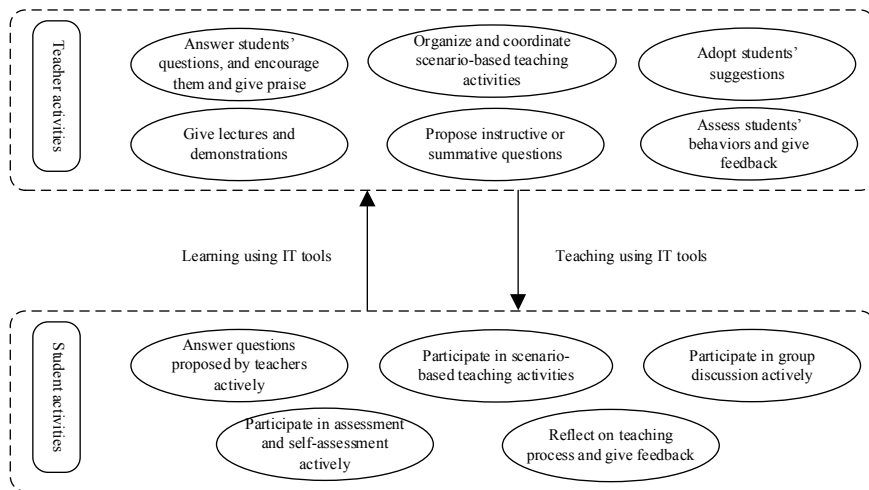 Teacher activities
Answer students’
questions, and encourage
them and give praise
Organize and coordinate
scenario-based teaching
activities
Adopt students’
suggestions
Give lectures and
demonstrations
Propose instructive or
summative questions
Assess students’
behaviors and give
feedback
Learning using IT tools
Teaching using IT tools
Student activities
Answer questions
proposed by teachers
actively
Participate in scenario-
based teaching activities
Participate in group
discussion actively
Participate in assessment
and self-assessment
actively
Reflect on teaching
process and give feedback